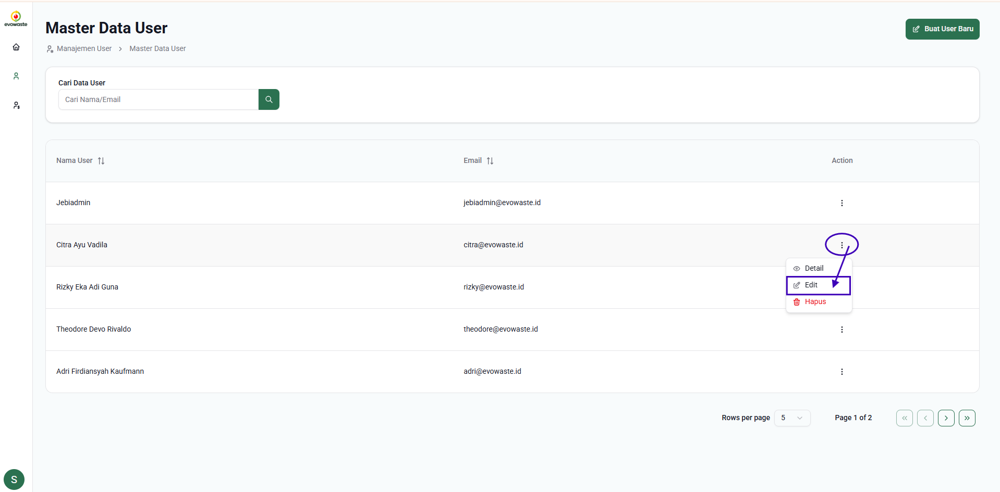 evowaste
Master Data User
Buat User Baru
Manajemen User > Master Data User
Cari Data User
Cari Nama/Email
Nama User Email Action
Jebiadmin jebiadmin@evowaste.id
Citra Ayu Vadila citra@evowaste.id
Detail
Rizky Eka Adi Guna rizky@evowaste.id Edit
Hapus
Theodore Devo Rivaldo theodore@evowaste.id
Adri Firdiansyah Kaufmann adri@evowaste.id
Rows per page 5 Page 1 of 2
S